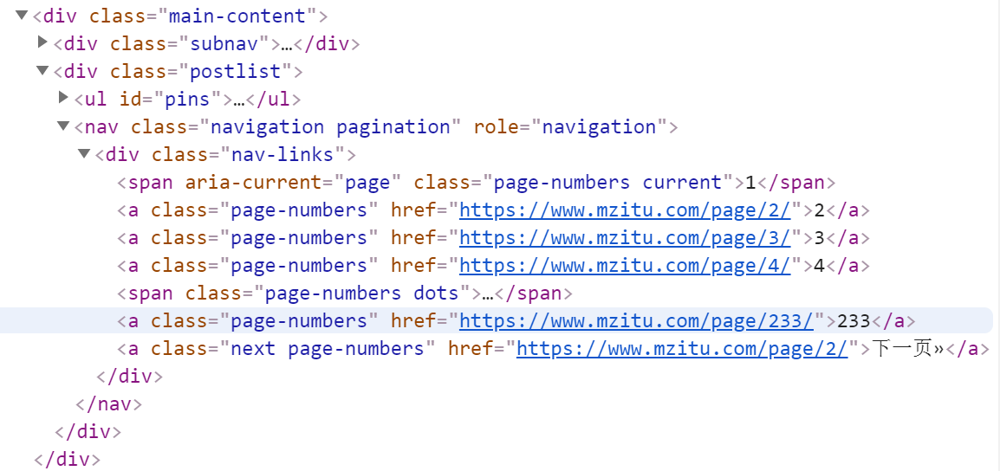 <div class="main-content">
<div class="subnav">…</div>
<div class="postlist">
<ul id="pins">…</ul>
<nav class="navigation pagination" role="navigation">
<div class="nav-links">
<span aria-current="page" class="page-numbers current">1</span>
<a class="page-numbers" href="https://www.mzitu.com/page/2/">2</a>
<a class="page-numbers" href="https://www.mzitu.com/page/3/">3</a>
<a class="page-numbers" href="https://www.mzitu.com/page/4/">4</a>
<span class="page-numbers dots">…</span>
<a class="page-numbers" href="https://www.mzitu.com/page/233/">233</a>
<a class="next page-numbers" href="https://www.mzitu.com/page/2/">下一页»</a>
</div>
</nav>
</div>
</div>